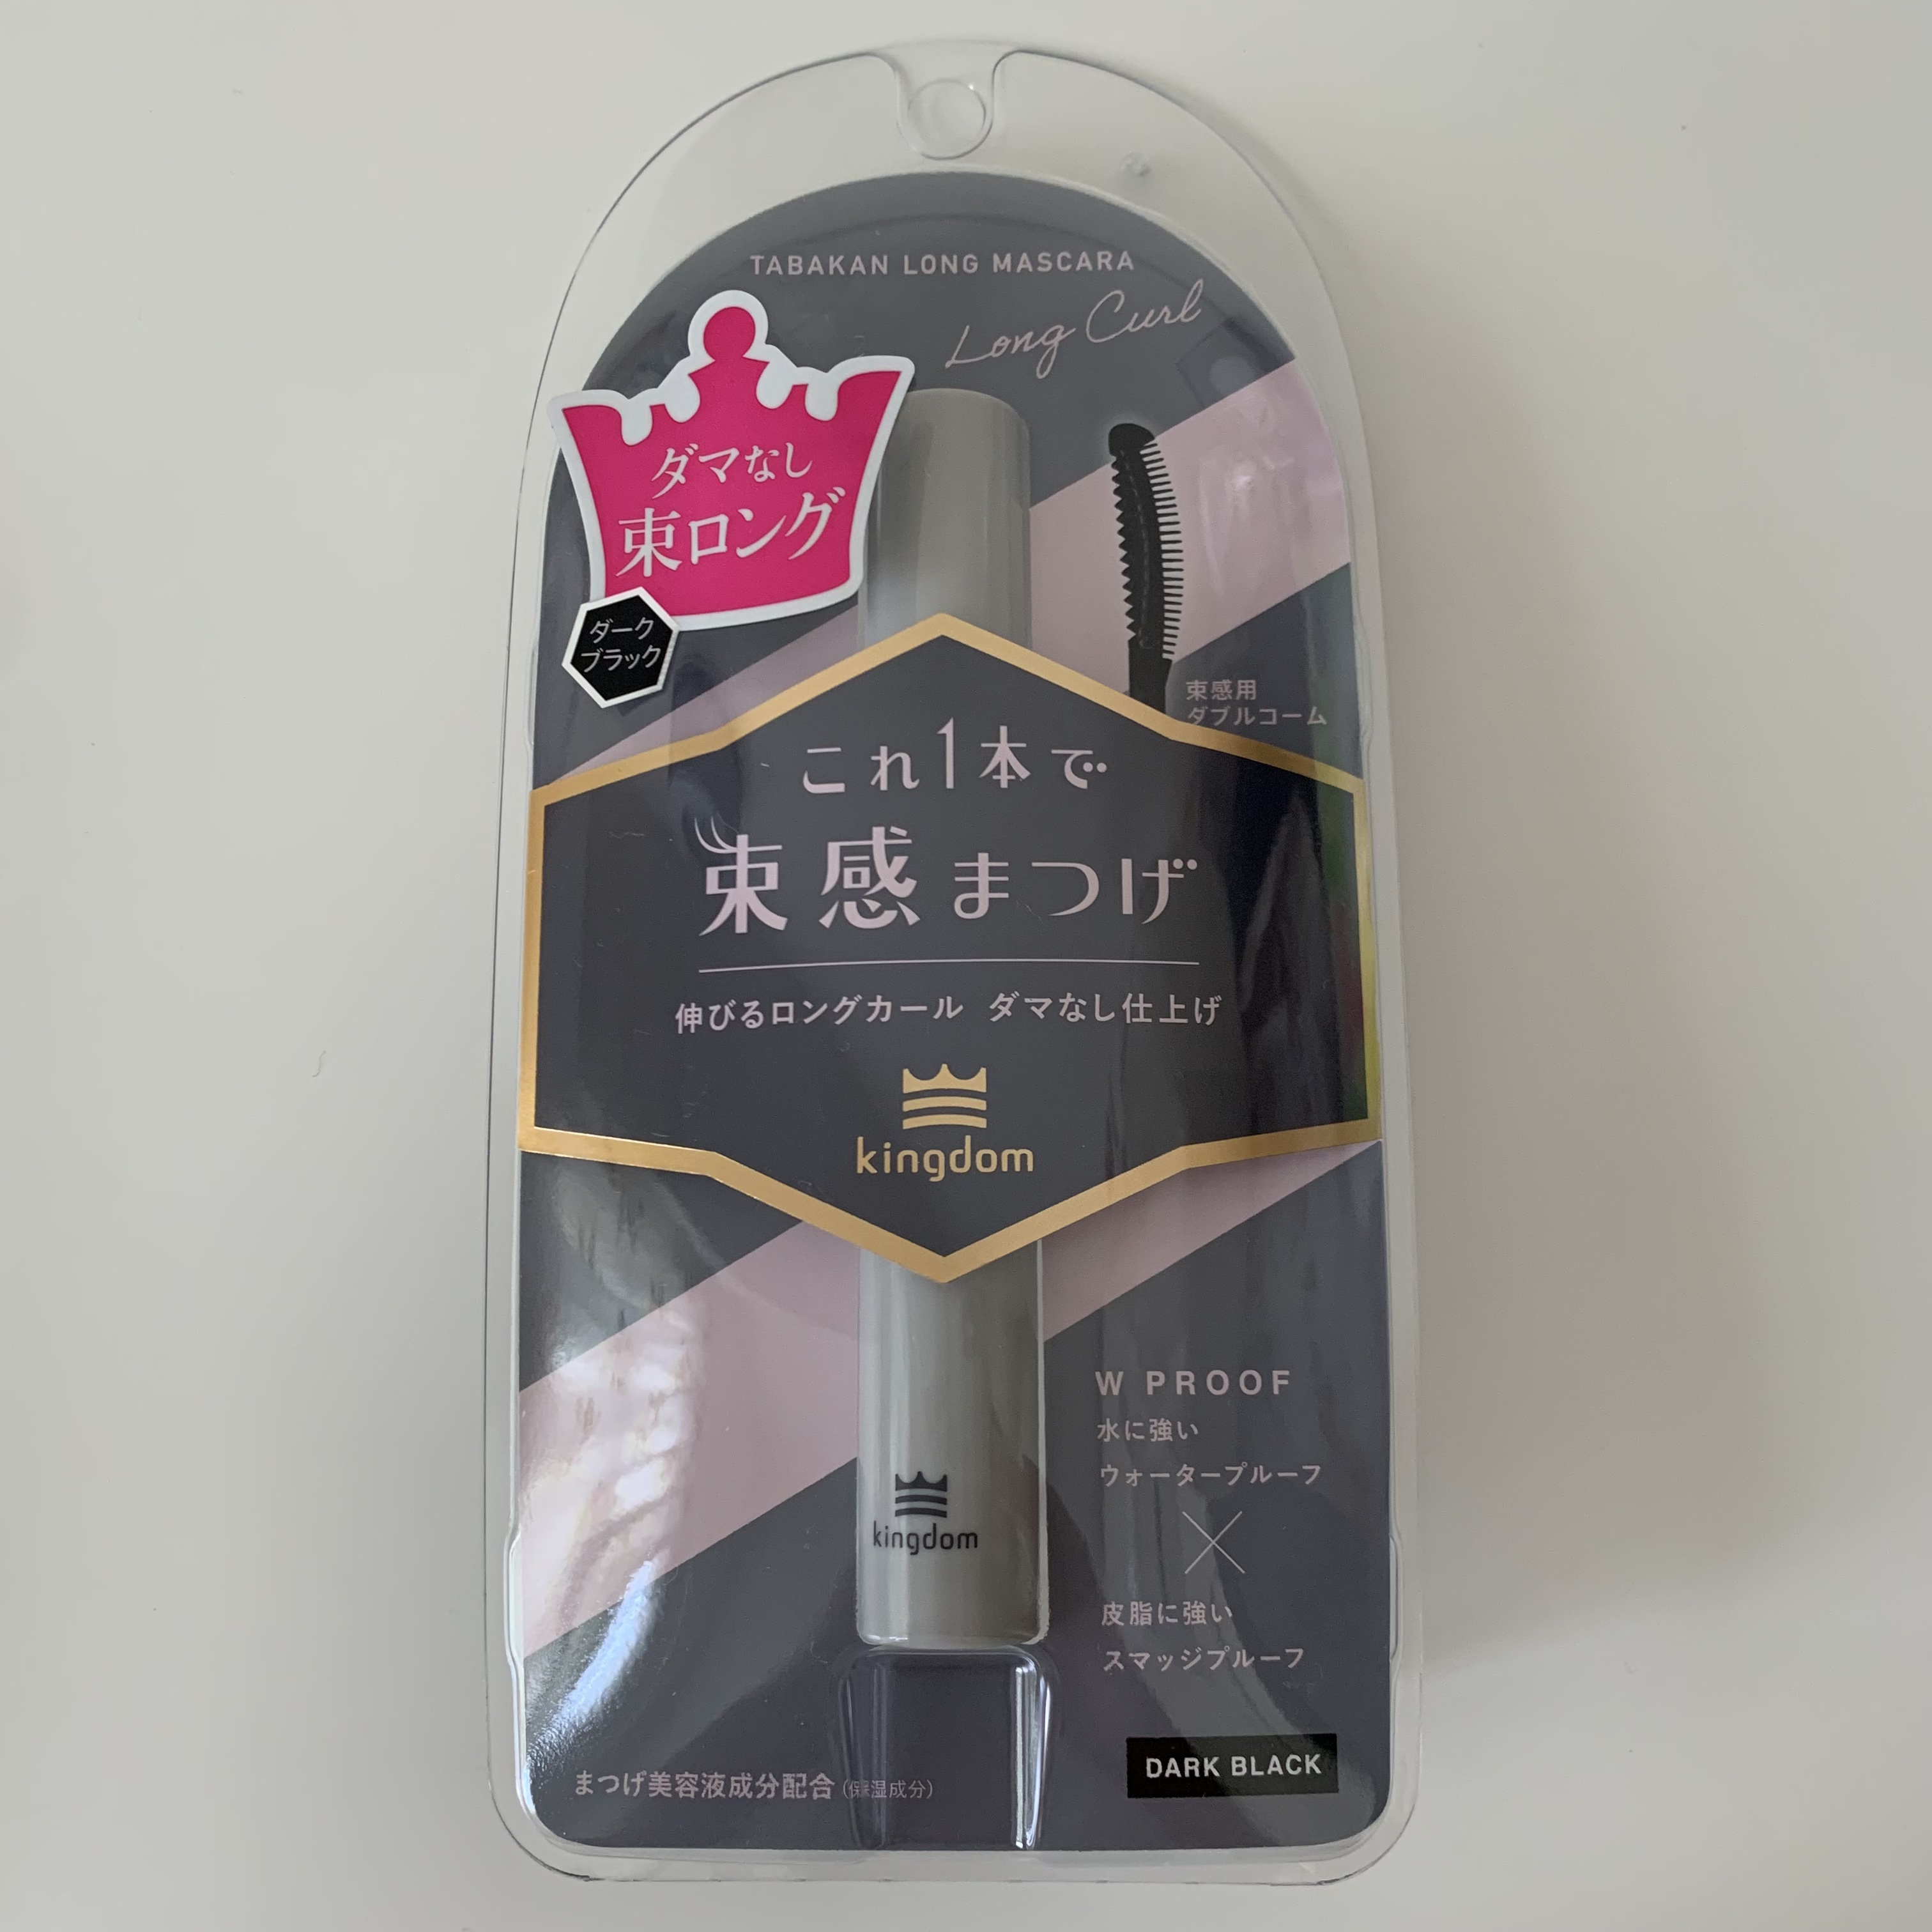 TABAKAN LONG MASCARA
Long Curl
ダマなし
束ロング
ダーク
ブラック
束感用
ダブルコーム
これ1本で
束感まつげ
伸びるロングカール ダマなし仕上げ
kingdom
kingdom
W PROOF
水に強い
ウォータープルーフ
×
皮脂に強い
スマッジプルーフ
DARK BLACK
まつげ美容液成分配合(保湿成分)